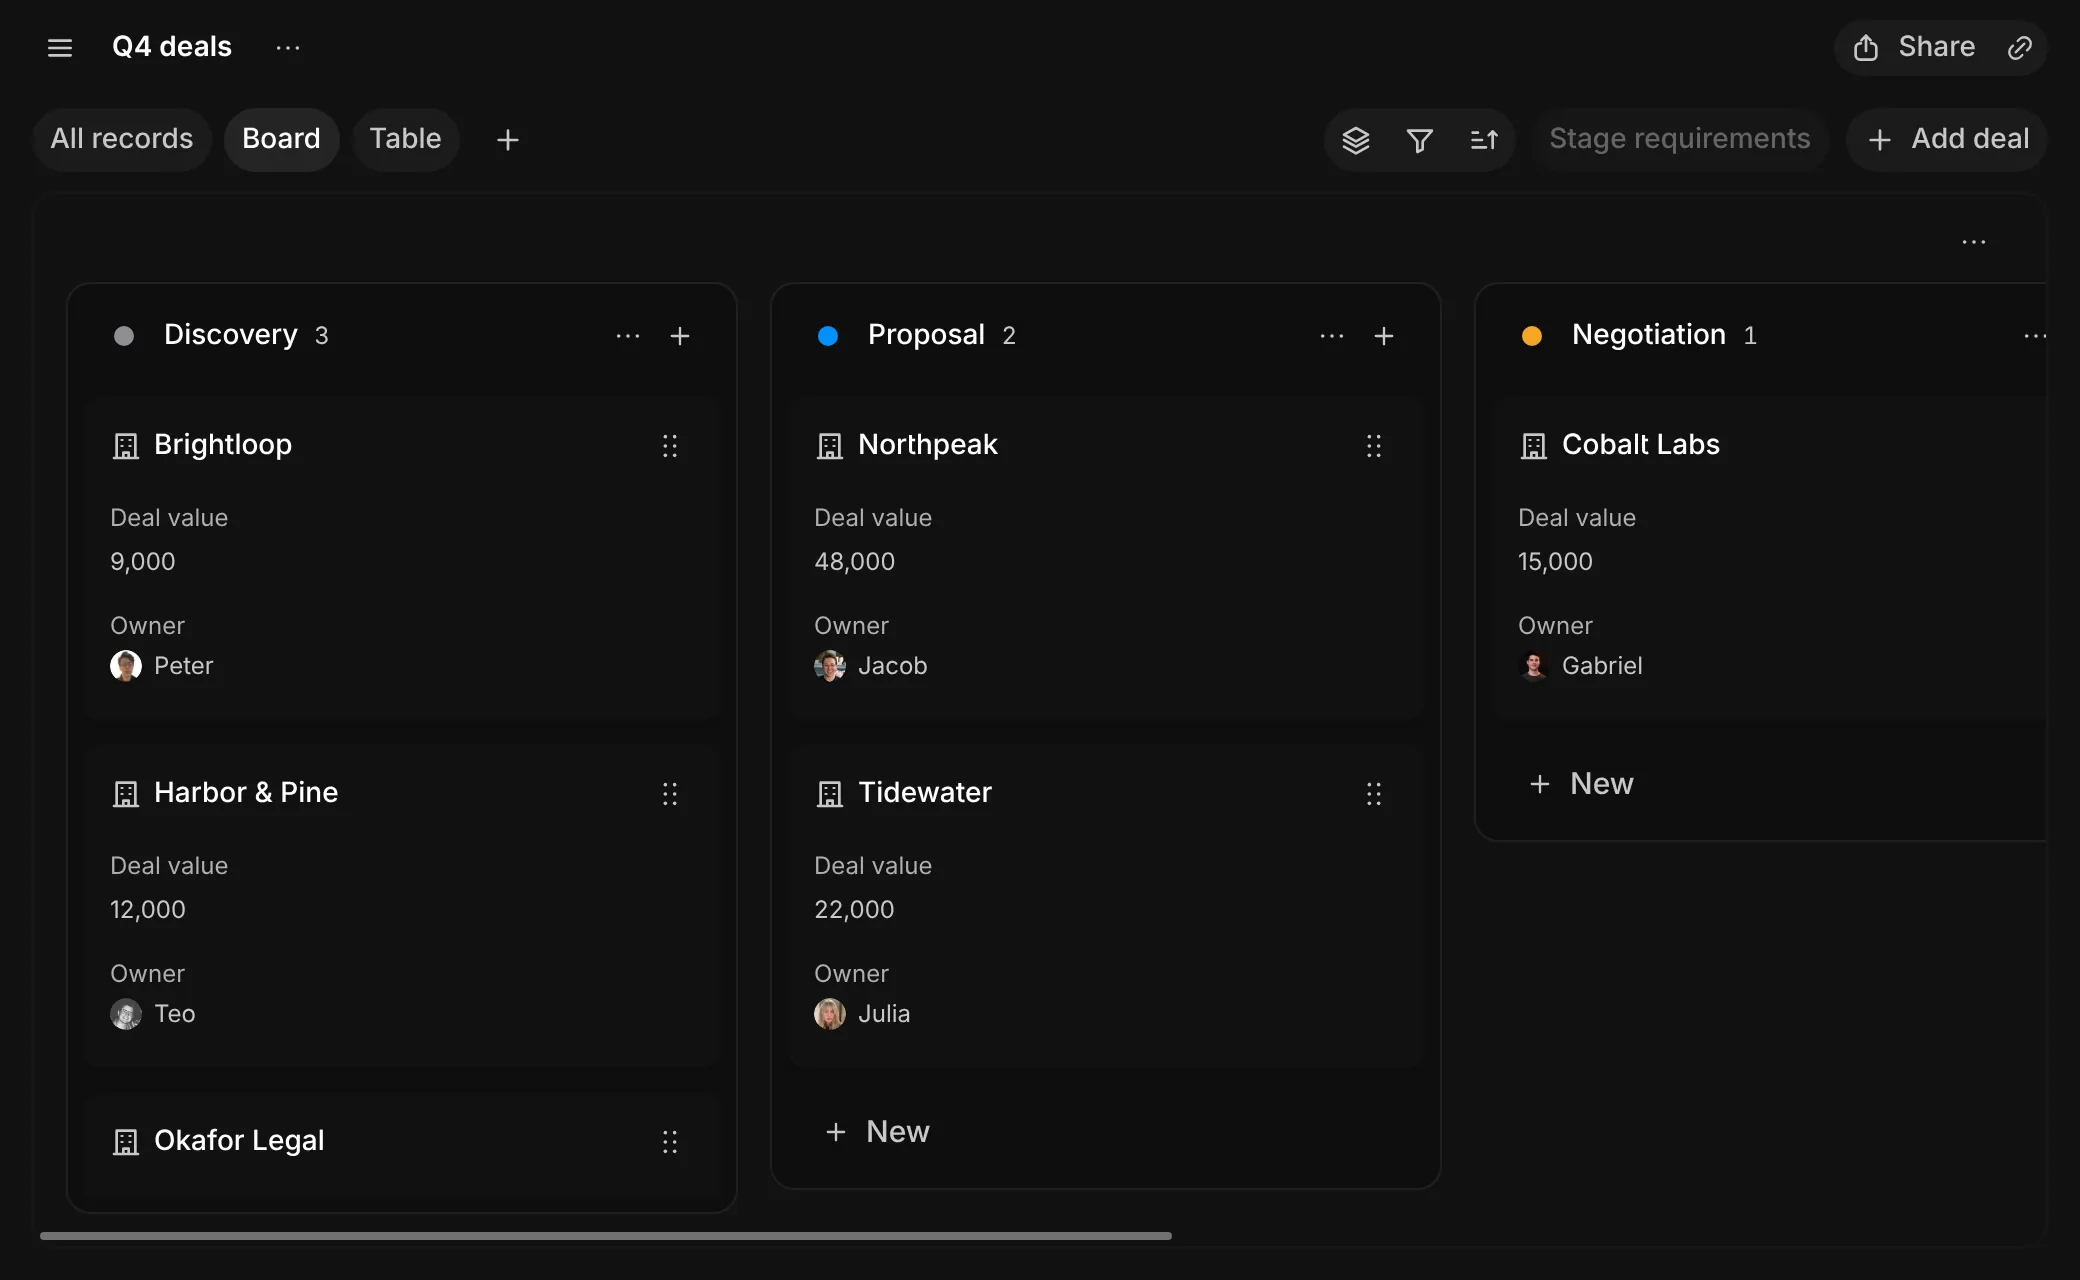 Q4 deals
Share
All records
Board
Table
Stage requirements
Add deal
Discovery 3
Brightloop
Deal value
9,000
Owner
Peter
Harbor & Pine
Deal value
12,000
Owner
Teo
Okafor Legal
Proposal 2
Northpeak
Deal value
48,000
Owner
Jacob
Tidewater
Deal value
22,000
Owner
Julia
New
Negotiation 1
Cobalt Labs
Deal value
15,000
Owner
Gabriel
New